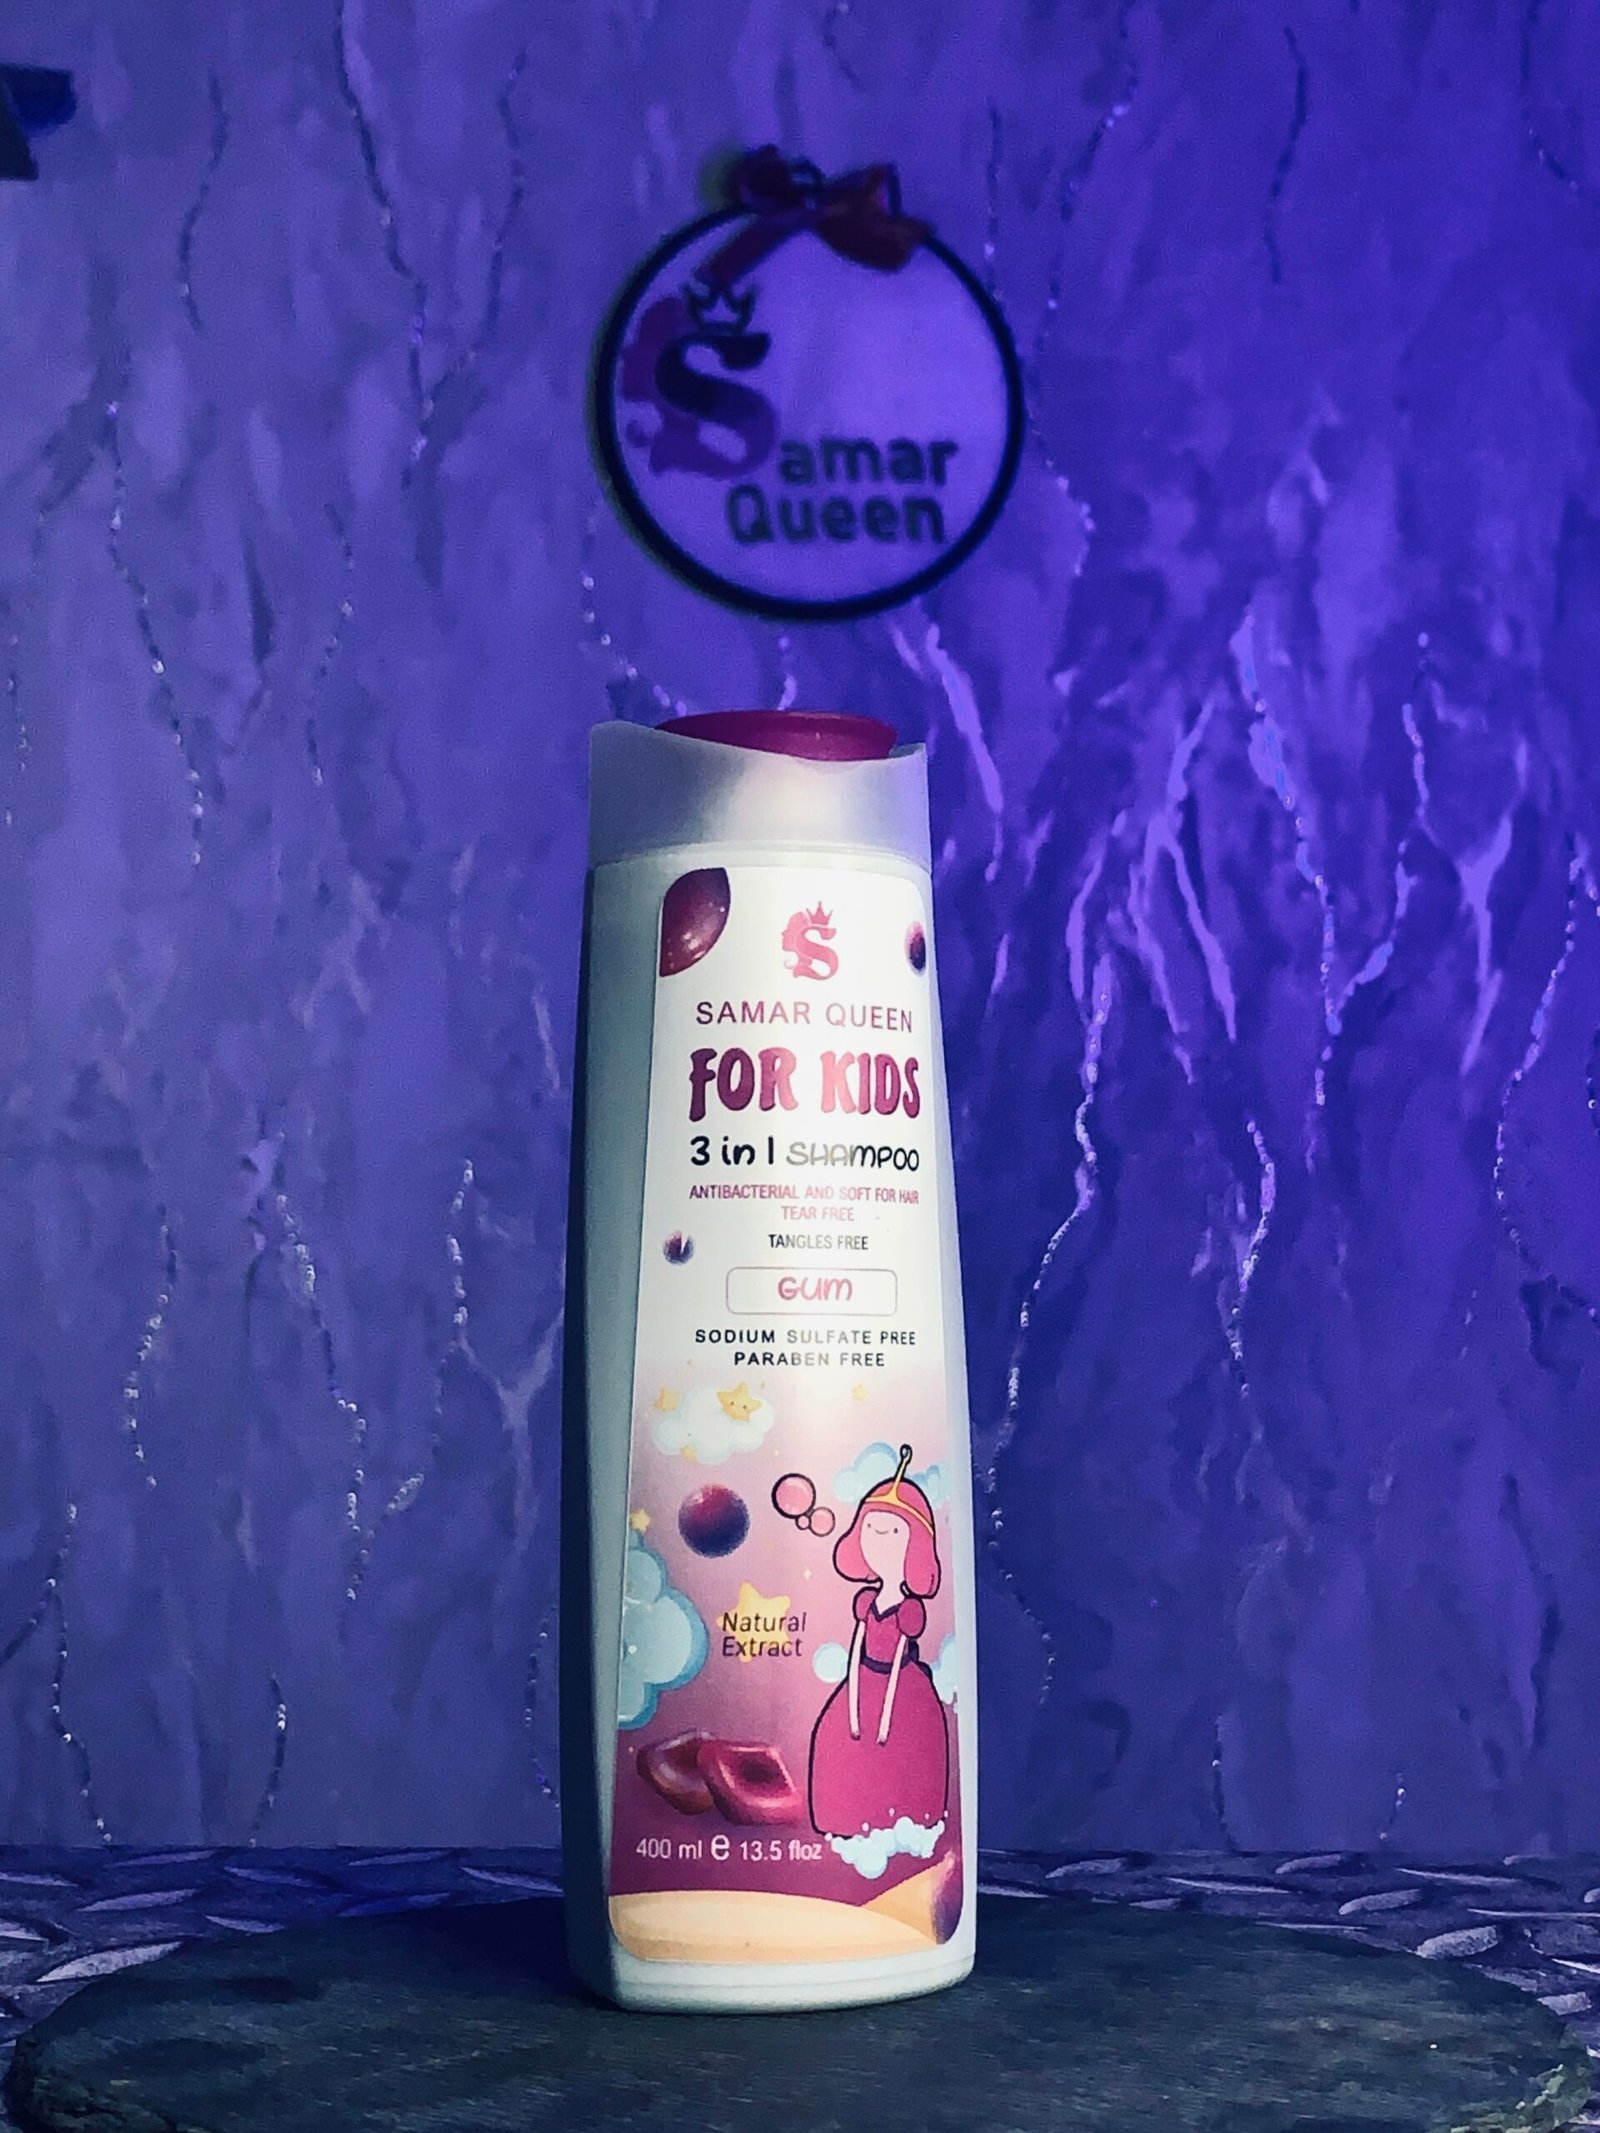 Samar
Queen
S
SAMAR QUEEN
FOR KIDS
3 in 1 SHAMPOO
ANTIBACTERIAL AND SOFT FOR HAIR
TEAR FREE
TANGLES FREE
GUM
SODIUM SULFATE PREE
PARABEN FREE
Natural
Extract
400 ml e 13.5 floz